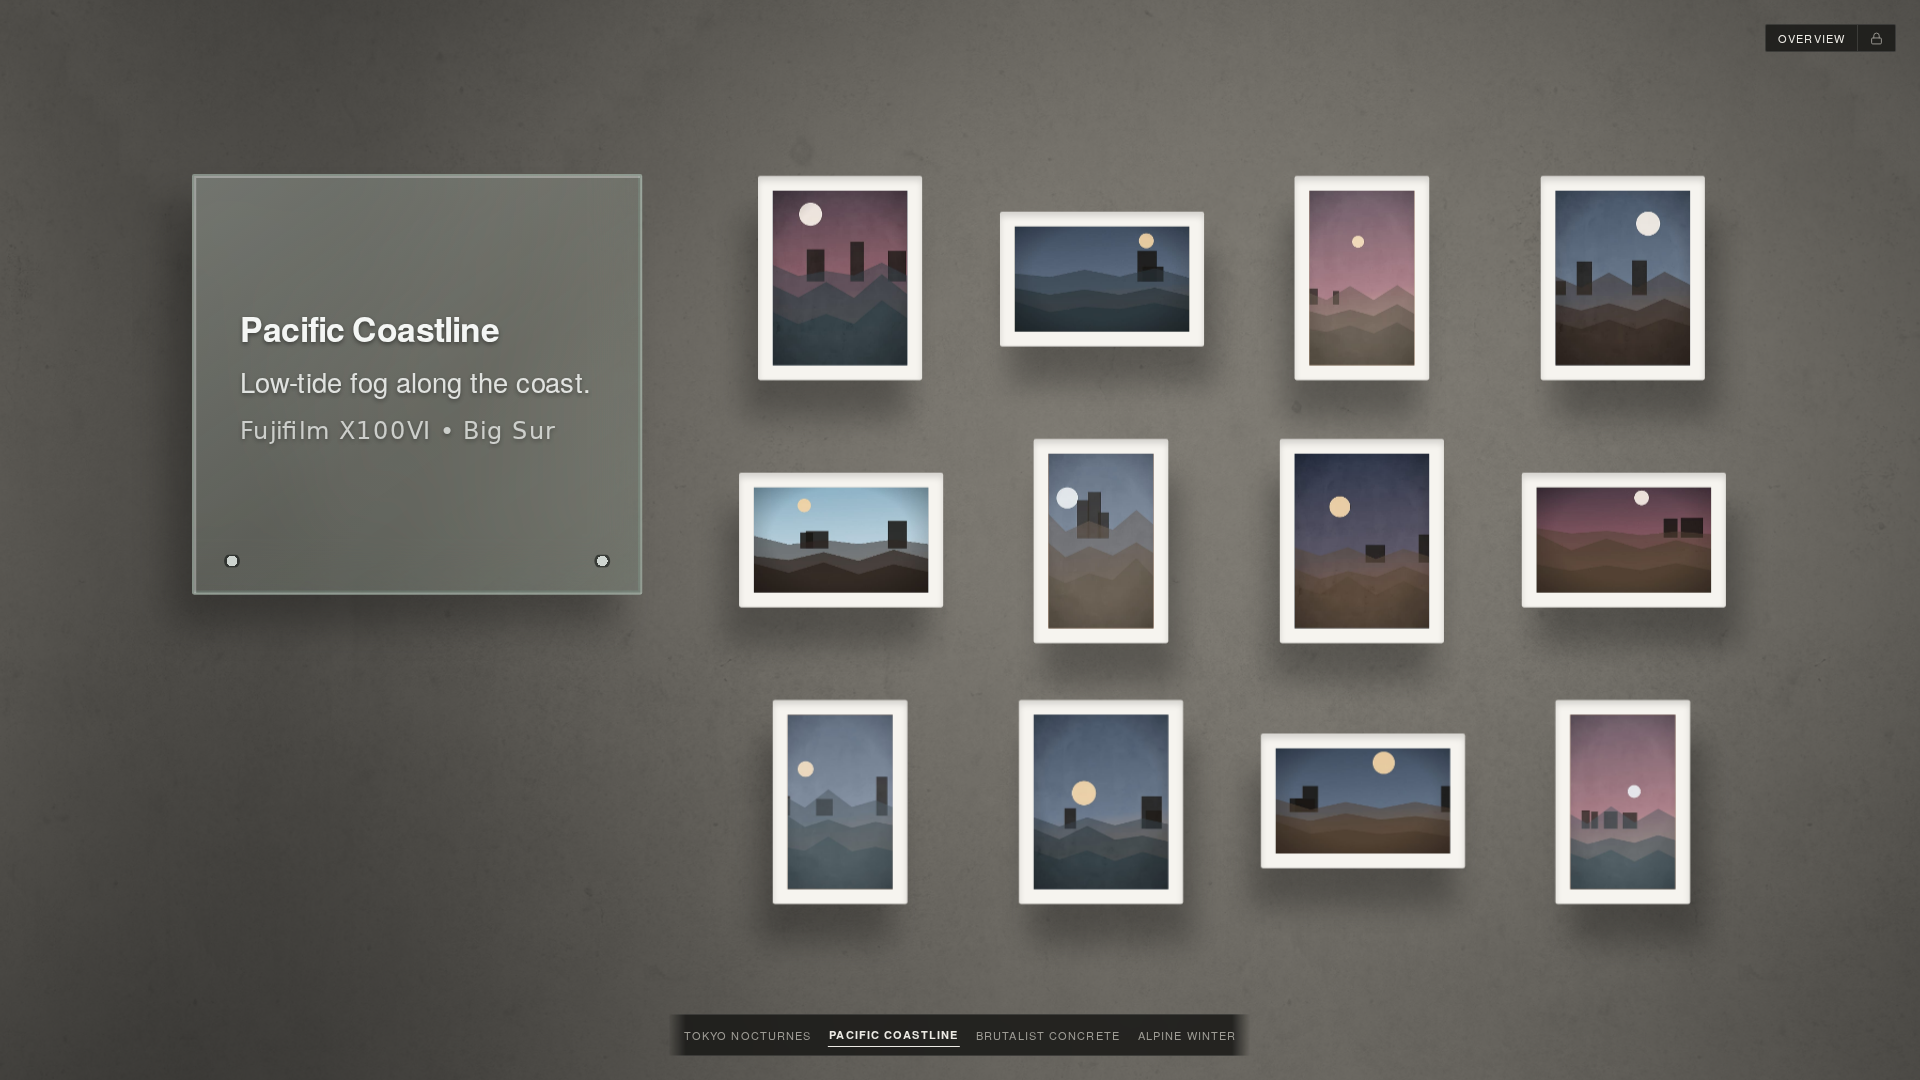 OVERVIEW
Pacific Coastline
Low-tide fog along the coast.
Fujifilm X100VI • Big Sur
TOKYO NOCTURNES PACIFIC COASTLINE BRUTALIST CONCRETE ALPINE WINTER